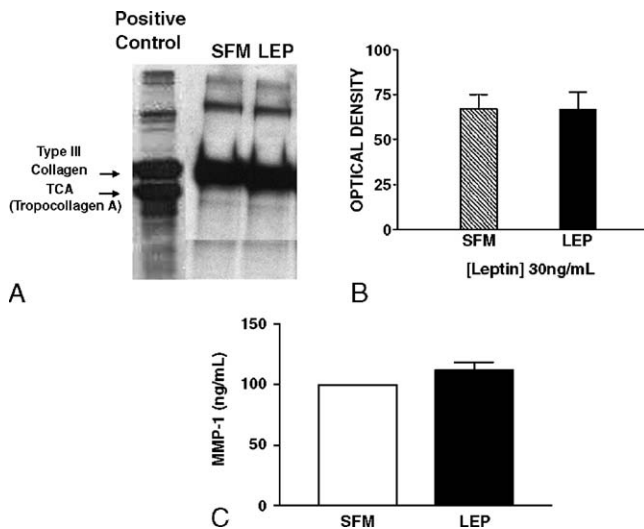 Positive
Control
SFM LEP
Type III
Collagen
TCA
(Tropocollagen A)
A
100
75
50
25
0
OPTICAL DENSITY
SFM LEP
[Leptin] 30ng/mL
B
150
100
50
0
MMP-1 (ng/mL)
SFM LEP
C